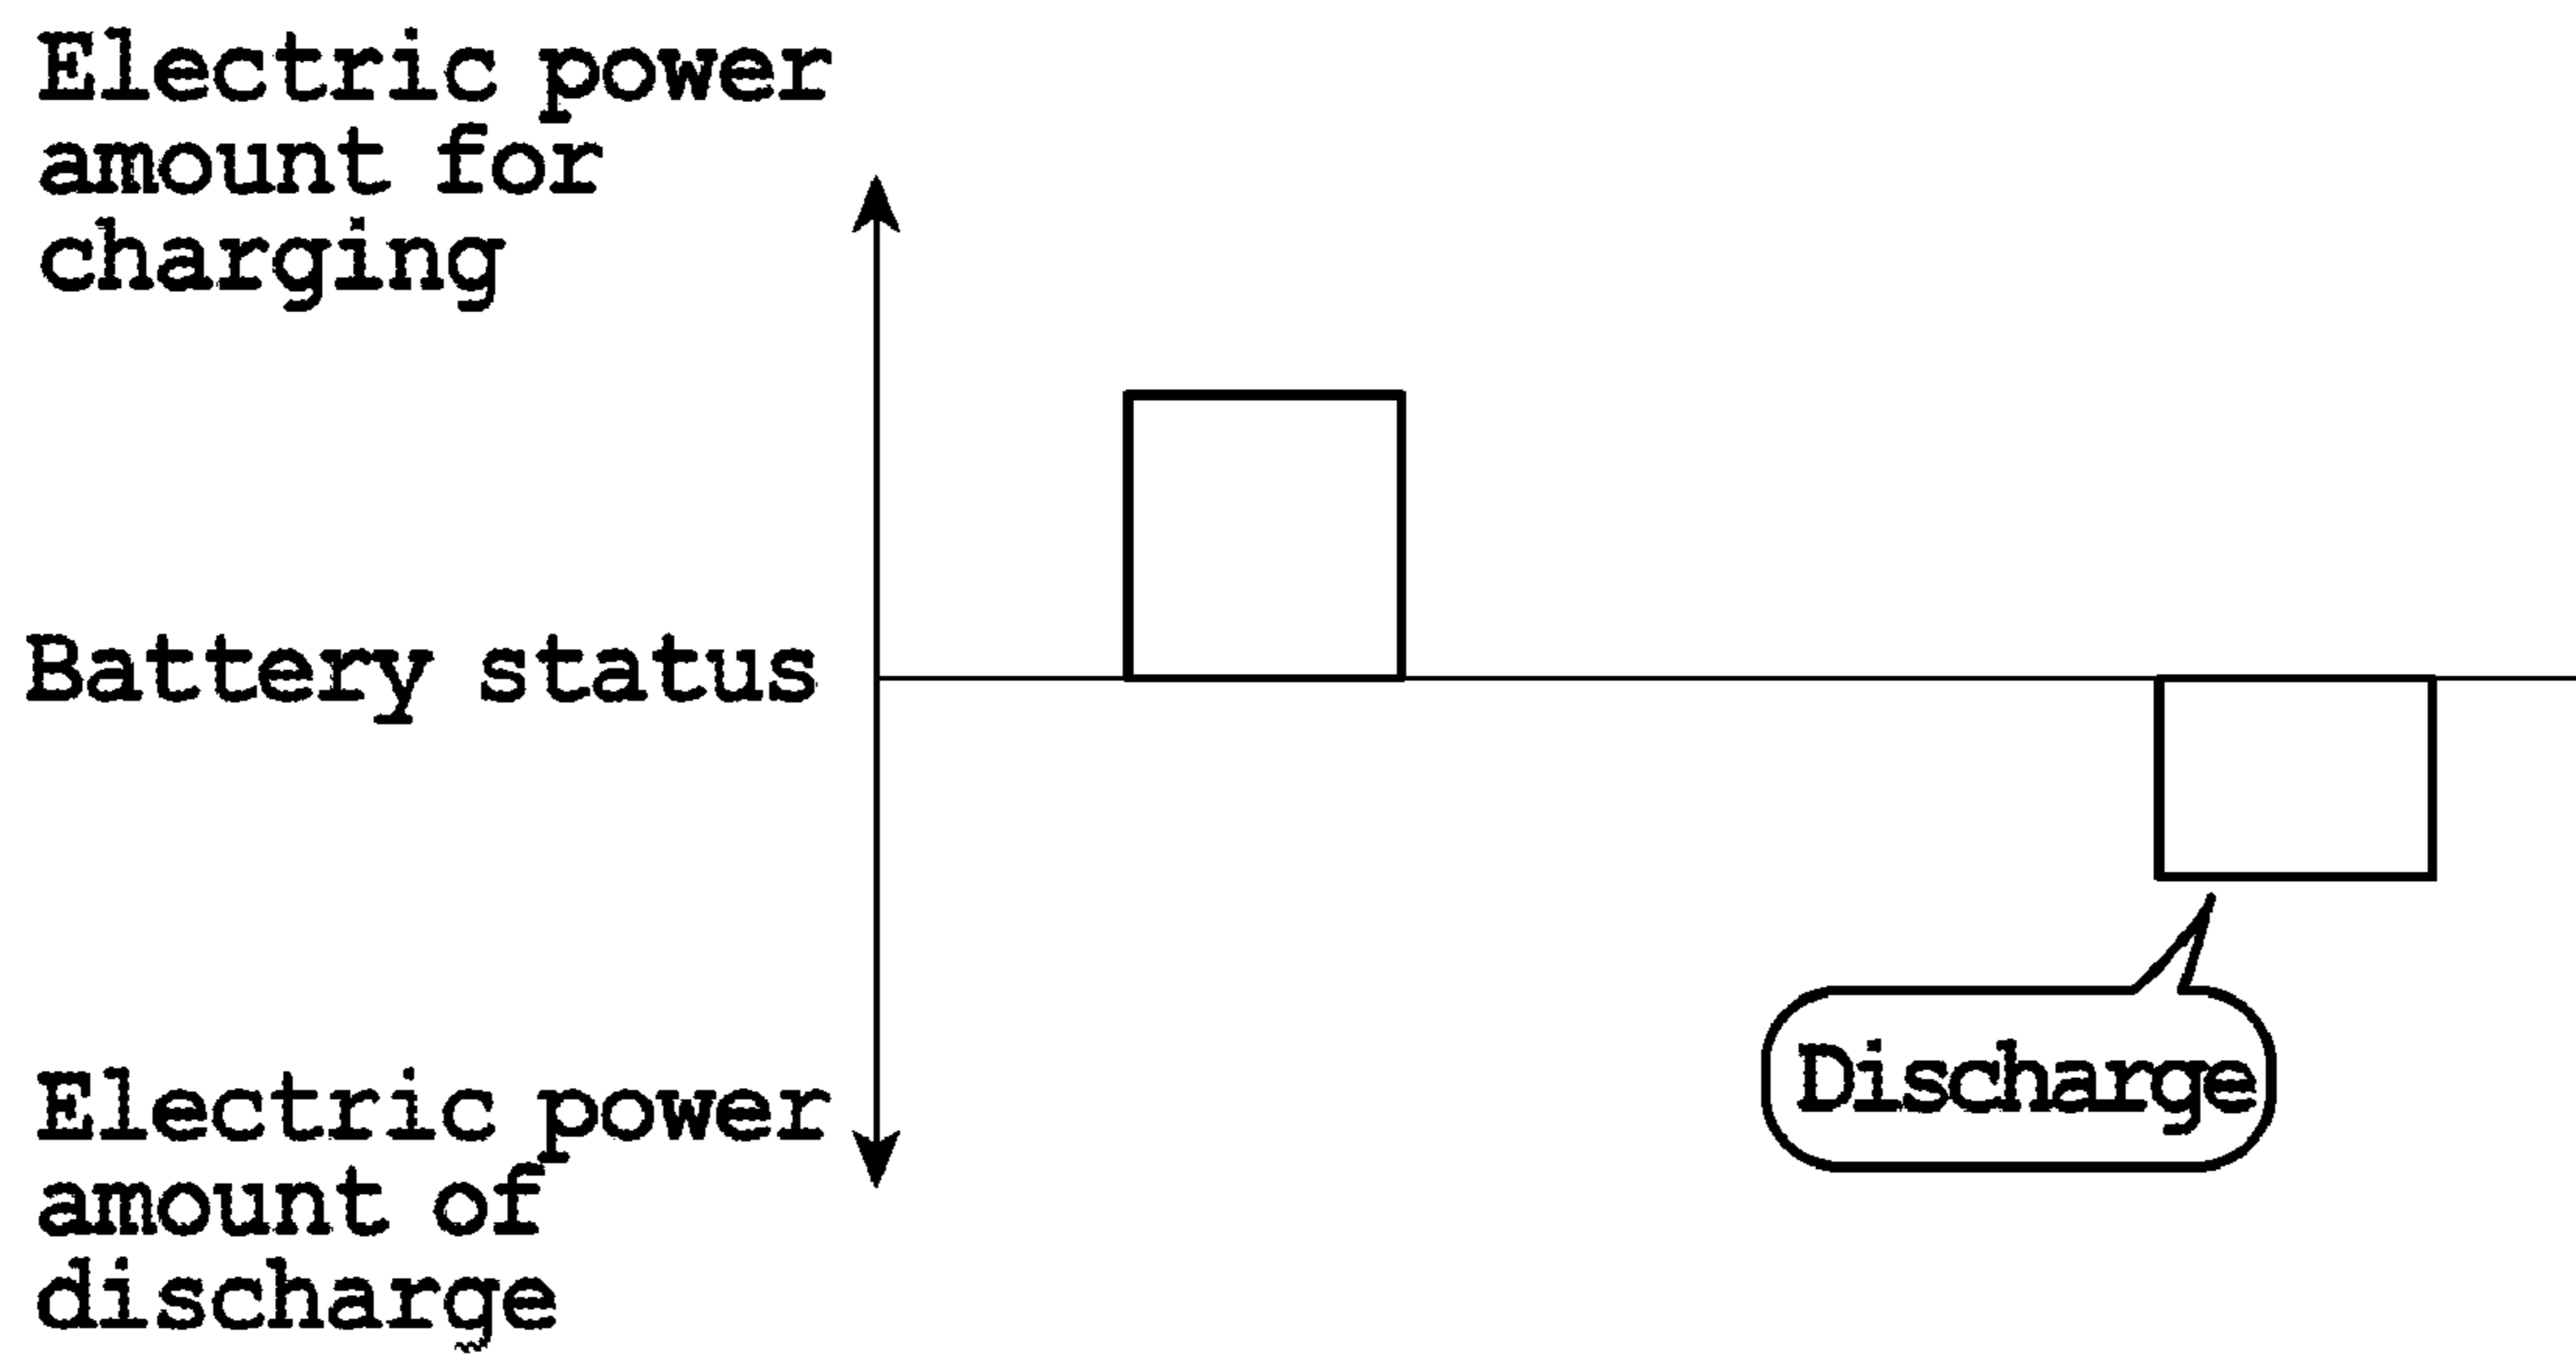 Electric power
amount for
charging
Battery status
Discharge
Electric power
amount of
discharge